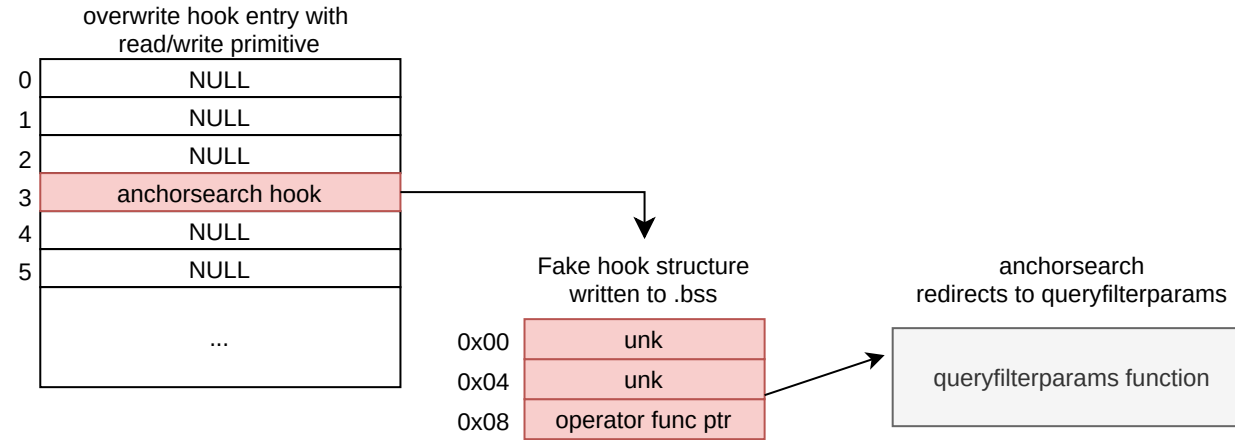 overwrite hook entry with
read/write primitive
0 NULL
1 NULL
2 NULL
3 anchorsearch hook
4 NULL
5 NULL
...
Fake hook structure
written to .bss
0x00 unk
0x04 unk
0x08 operator func ptr
anchorsearch
redirects to queryfilterparams
queryfilterparams function